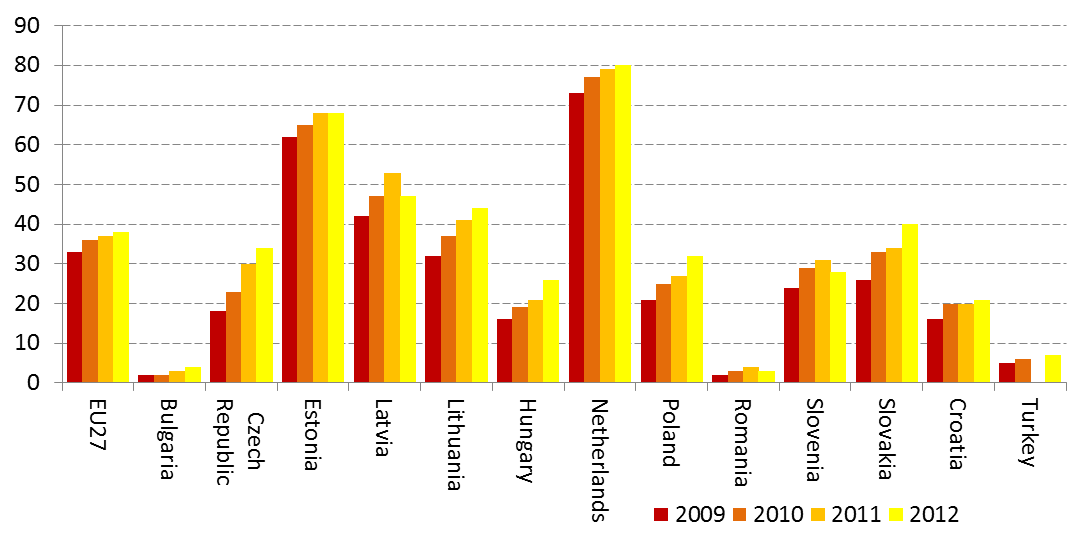 90
80
70
60
50
40
30
20
10
0
EU27
Bulgaria
Czech
Republic
Estonia
Latvia
Lithuania
Hungary
Netherlands
Poland
Romania
Slovenia
Slovakia
Croatia
Turkey
2009 2010 2011 2012